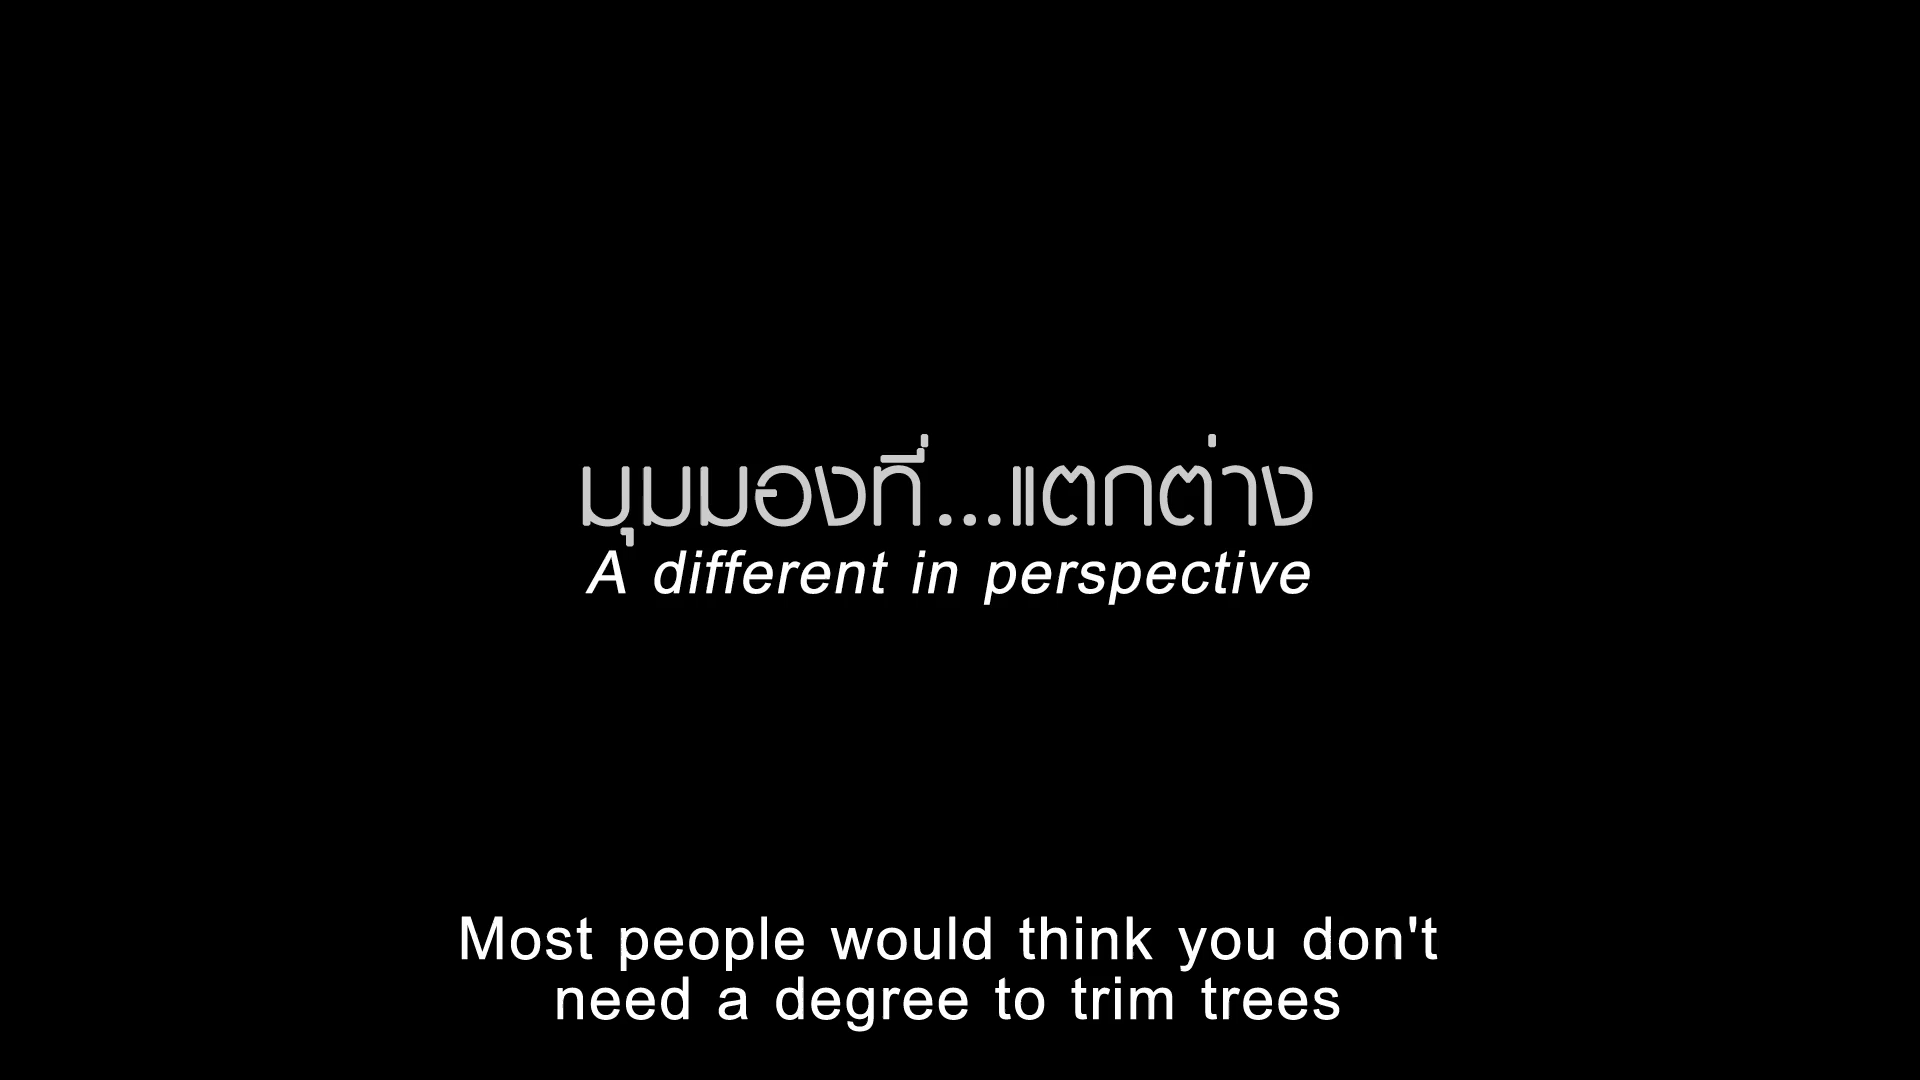 มุมมองที่...แตกต่าง
A different in perspective
Most people would think you don't
need a degree to trim trees